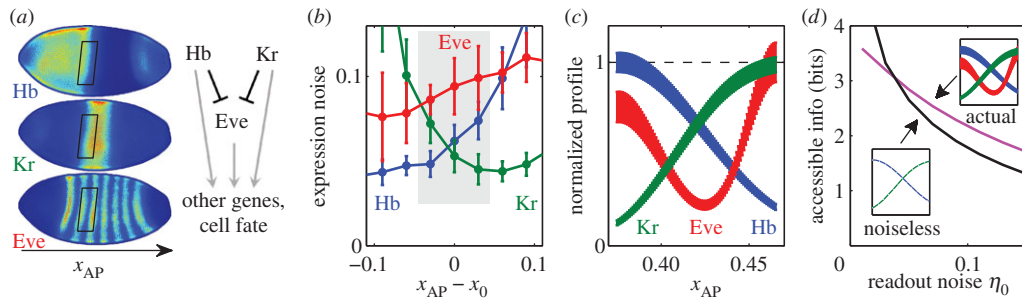 (a)
Hb
Kr
Eve
x_AP
Hb
Kr
Eve
other genes,
cell fate
(b)
expression noise
0.1
0
−0.1
0
0.1
x_AP − x_0
Eve
Hb
Kr
(c)
normalized profile
1
0
0.40
0.45
x_AP
Kr
Eve
Hb
(d)
accessible info (bits)
4
3
2
1
0.1
readout noise η_0
actual
noiseless